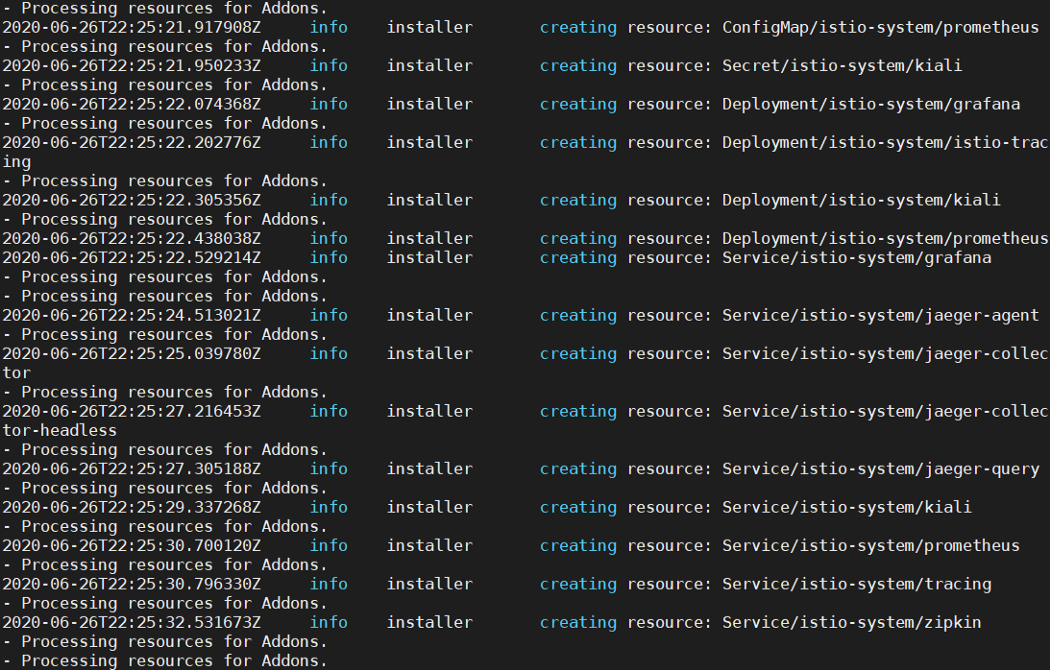 - Processing resources for Addons.
2020-06-26T22:25:21.917908Z info installer creating resource: ConfigMap/istio-system/prometheus
- Processing resources for Addons.
2020-06-26T22:25:21.950233Z info installer creating resource: Secret/istio-system/kiali
- Processing resources for Addons.
2020-06-26T22:25:22.074368Z info installer creating resource: Deployment/istio-system/grafana
- Processing resources for Addons.
2020-06-26T22:25:22.202776Z info installer creating resource: Deployment/istio-system/istio-trac
ing
- Processing resources for Addons.
2020-06-26T22:25:22.305356Z info installer creating resource: Deployment/istio-system/kiali
- Processing resources for Addons.
2020-06-26T22:25:22.438038Z info installer creating resource: Deployment/istio-system/prometheus
2020-06-26T22:25:22.529214Z info installer creating resource: Service/istio-system/grafana
- Processing resources for Addons.
- Processing resources for Addons.
2020-06-26T22:25:24.513021Z info installer creating resource: Service/istio-system/jaeger-agent
- Processing resources for Addons.
2020-06-26T22:25:25.039780Z info installer creating resource: Service/istio-system/jaeger-collec
tor
- Processing resources for Addons.
2020-06-26T22:25:27.216453Z info installer creating resource: Service/istio-system/jaeger-collec
tor-headless
- Processing resources for Addons.
2020-06-26T22:25:27.305188Z info installer creating resource: Service/istio-system/jaeger-query
- Processing resources for Addons.
2020-06-26T22:25:29.337268Z info installer creating resource: Service/istio-system/kiali
- Processing resources for Addons.
2020-06-26T22:25:30.700120Z info installer creating resource: Service/istio-system/prometheus
- Processing resources for Addons.
2020-06-26T22:25:30.796330Z info installer creating resource: Service/istio-system/tracing
- Processing resources for Addons.
2020-06-26T22:25:32.531673Z info installer creating resource: Service/istio-system/zipkin
- Processing resources for Addons.
- Processing resources for Addons.